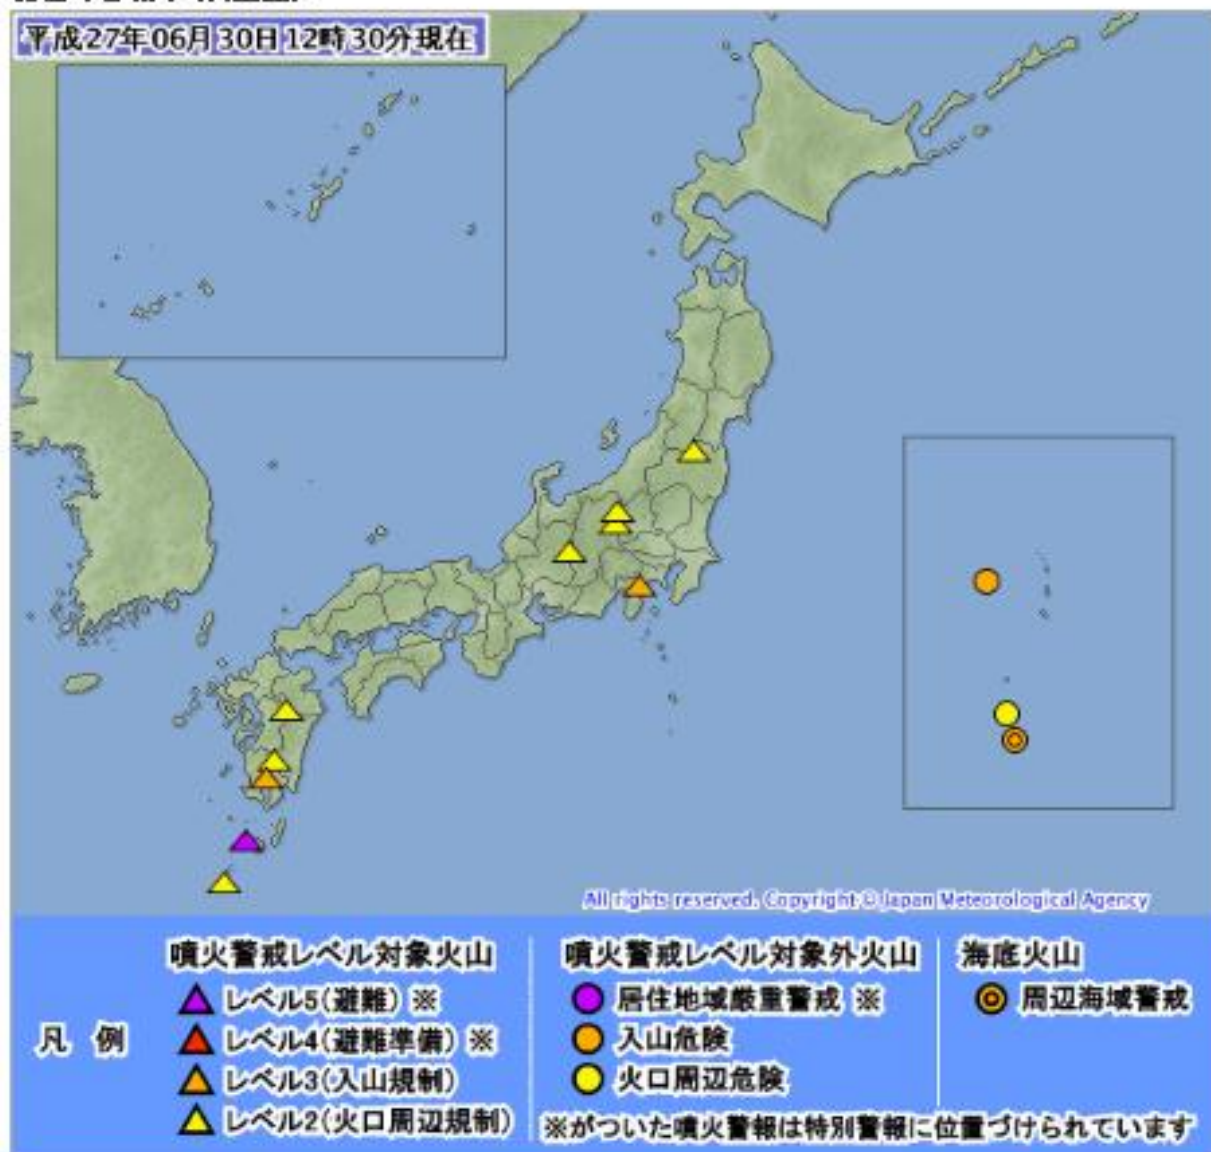 平成27年06月30日12時30分現在
All rights reserved. Copyright © Japan Meteorological Agency
凡 例
噴火警戒レベル対象火山
レベル5(避難) ※
レベル4(避難準備) ※
レベル3(入山規制)
レベル2(火口周辺規制)
噴火警戒レベル対象外火山
居住地域厳重警戒 ※
入山危険
火口周辺危険
海底火山
周辺海域警戒
※がついた噴火警報は特別警報に位置づけられています